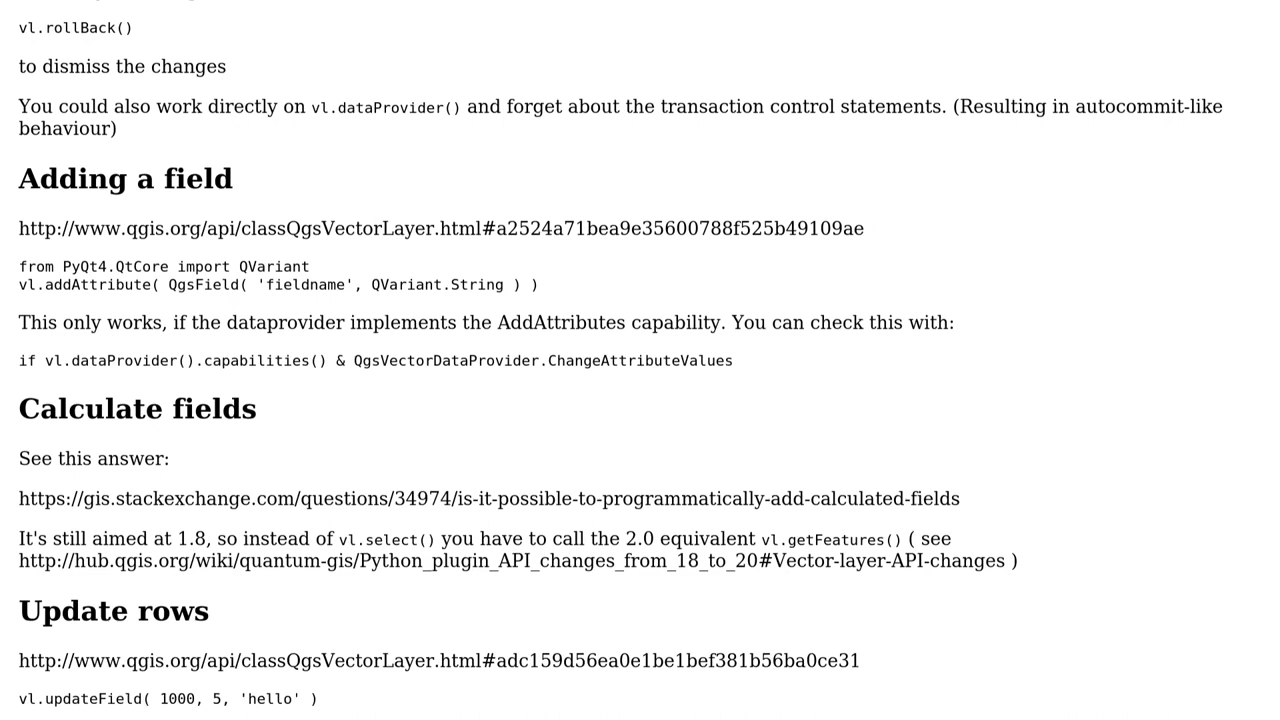 vl.rollBack()
to dismiss the changes
You could also work directly on vl.dataProvider() and forget about the transaction control statements. (Resulting in autocommit-like
behaviour)
Adding a field
http://www.qgis.org/api/classQgsVectorLayer.html#a2524a71bea9e35600788f525b49109ae
from PyQt4.QtCore import QVariant
vl.addAttribute( QgsField( 'fieldname', QVariant.String ) )
This only works, if the dataprovider implements the AddAttributes capability. You can check this with:
if vl.dataProvider().capabilities() & QgsVectorDataProvider.ChangeAttributeValues
Calculate fields
See this answer:
https://gis.stackexchange.com/questions/34974/is-it-possible-to-programmatically-add-calculated-fields
It's still aimed at 1.8, so instead of vl.select() you have to call the 2.0 equivalent vl.getFeatures() ( see
http://hub.qgis.org/wiki/quantum-gis/Python_plugin_API_changes_from_18_to_20#Vector-layer-API-changes )
Update rows
http://www.qgis.org/api/classQgsVectorLayer.html#adc159d56ea0e1be1bef381b56ba0ce31
vl.updateField( 1000, 5, 'hello' )